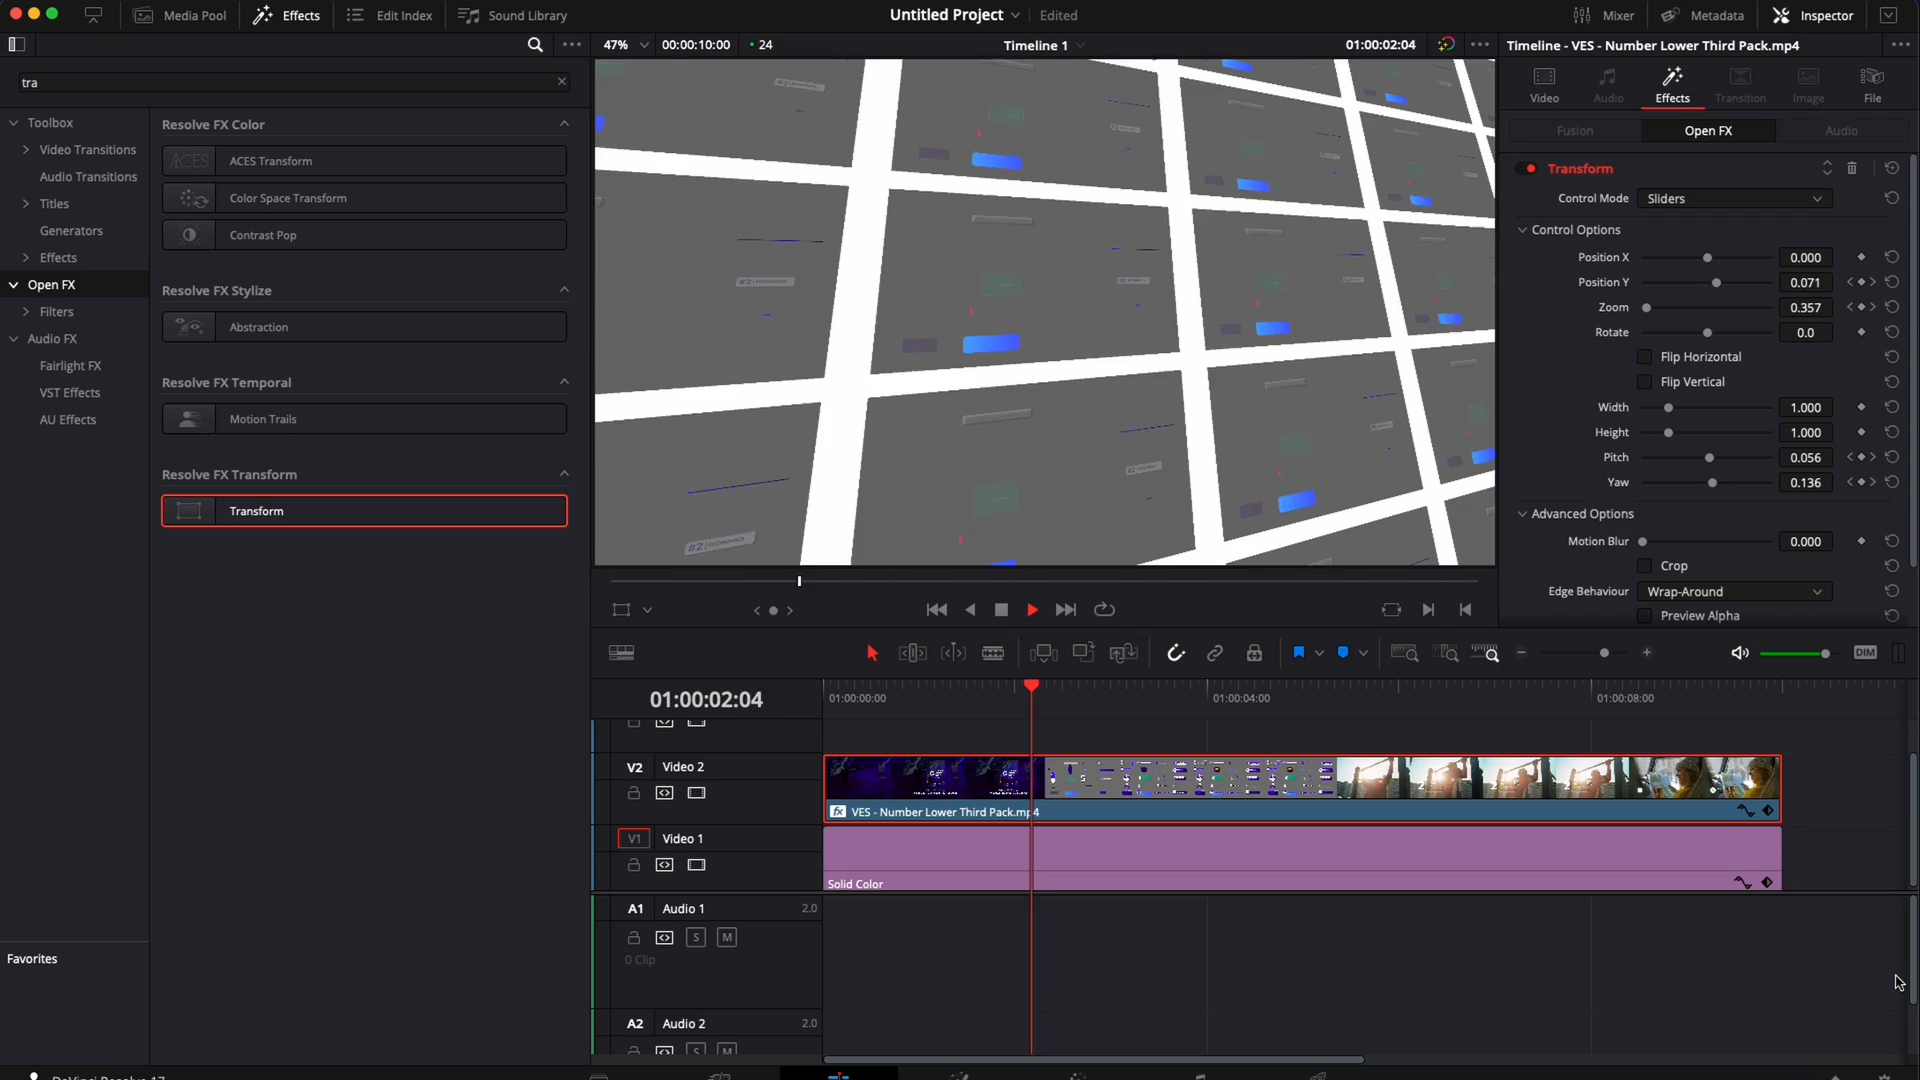 Media Pool
Effects
Edit Index
Sound Library
Untitled Project
Edited
Mixer
Metadata
Inspector
47%
00:00:10:00
24
Timeline 1
01:00:02:04
Timeline - VES - Number Lower Third Pack.mp4
tra
Video
Audio
Effects
Transition
Image
File
Fusion
Open FX
Audio
Toolbox
Video Transitions
Audio Transitions
Titles
Generators
Effects
Open FX
Filters
Audio FX
Fairlight FX
VST Effects
AU Effects
Favorites
Resolve FX Color
ACES
ACES Transform
Color Space Transform
Contrast Pop
Resolve FX Stylize
Abstraction
Resolve FX Temporal
Motion Trails
Resolve FX Transform
Transform
#2
Transform
Control Mode
Sliders
Control Options
Position X
0.000
Position Y
0.071
Zoom
0.357
Rotate
0.0
Flip Horizontal
Flip Vertical
Width
1.000
Height
1.000
Pitch
0.056
Yaw
0.136
Advanced Options
Motion Blur
0.000
Crop
Edge Behaviour
Wrap-Around
Preview Alpha
DIM
01:00:02:04
01:00:00:00
01:00:04:00
01:00:08:00
V2
Video 2
VES - Number Lower Third Pack.mp4
V1
Video 1
Solid Color
A1
Audio 1
2.0
S
M
0 Clip
A2
Audio 2
2.0
S
M
DaVinci Resolve 17